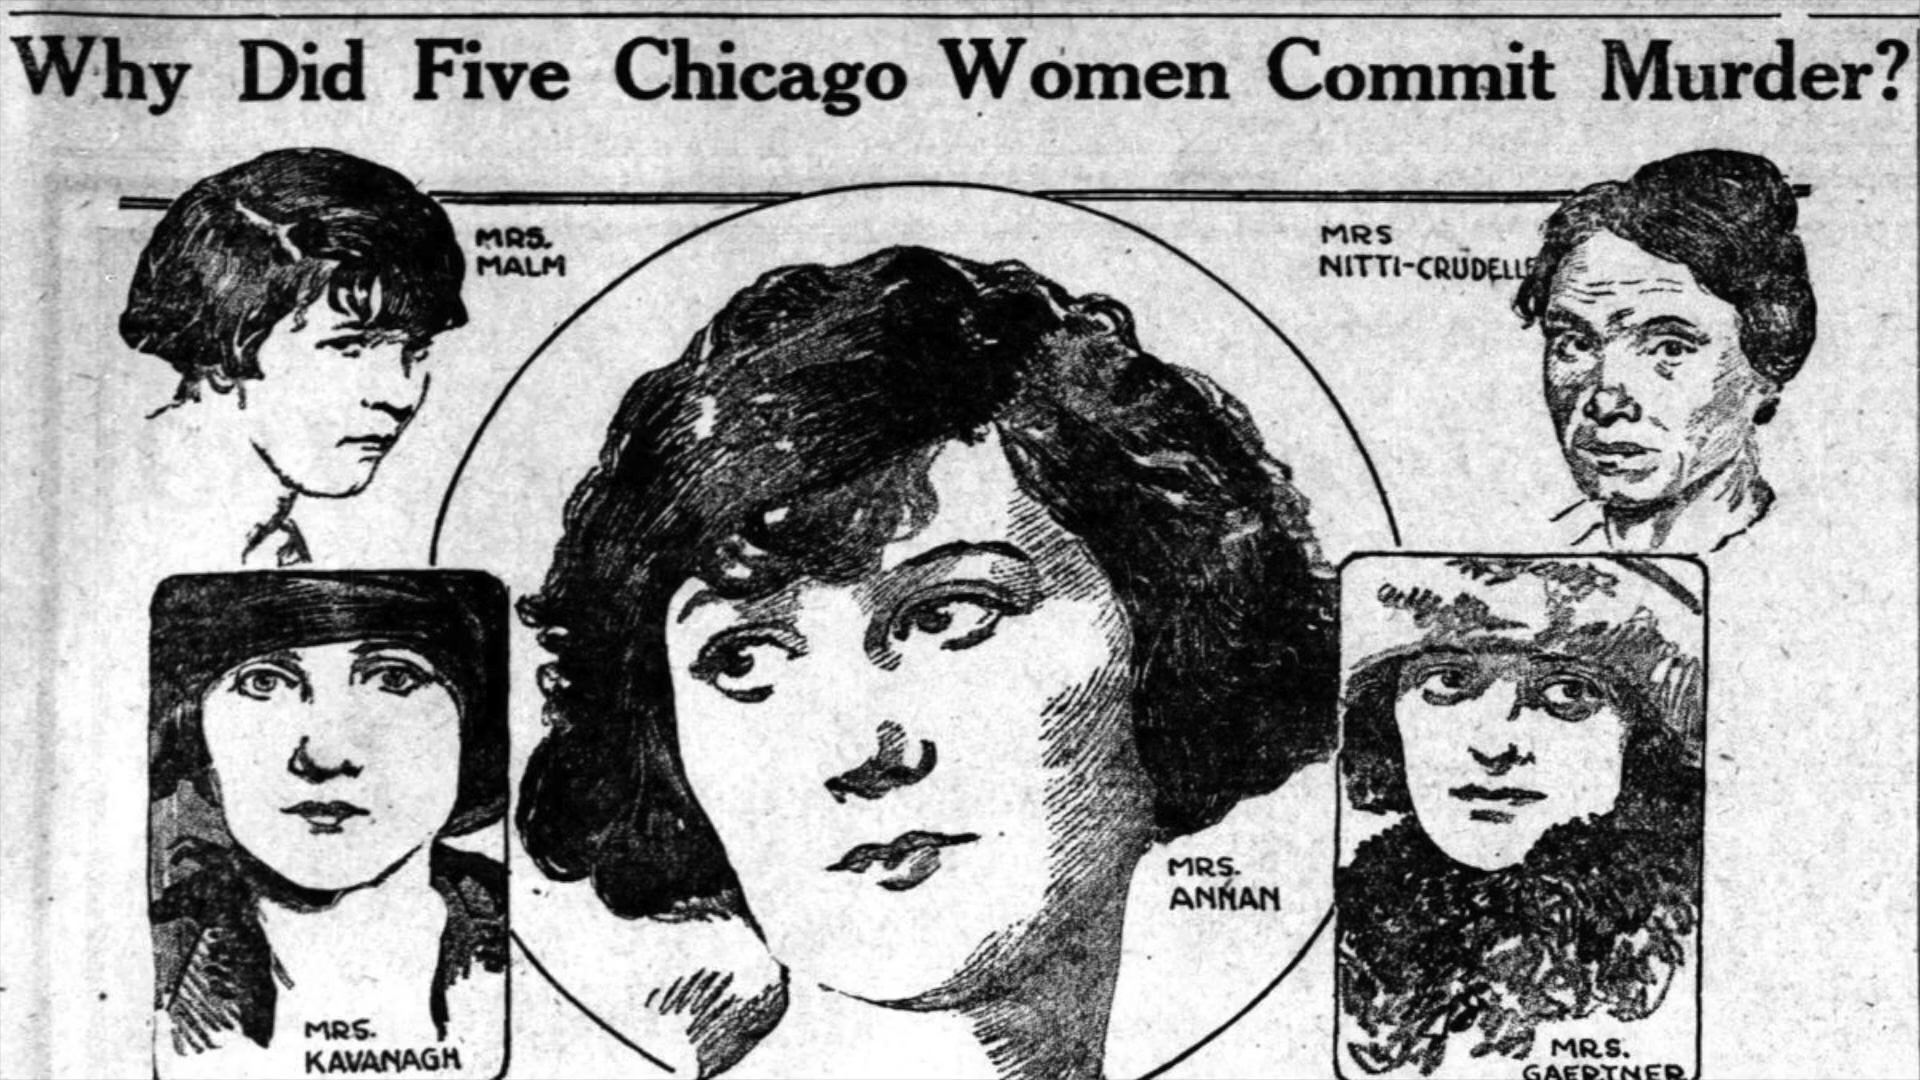 Why Did Five Chicago Women Commit Murder?
MRS.
MALM
MRS
NITTI-CRUDELLE
MRS.
ANNAN
MRS.
KAVANAGH
MRS.
GAERTNER